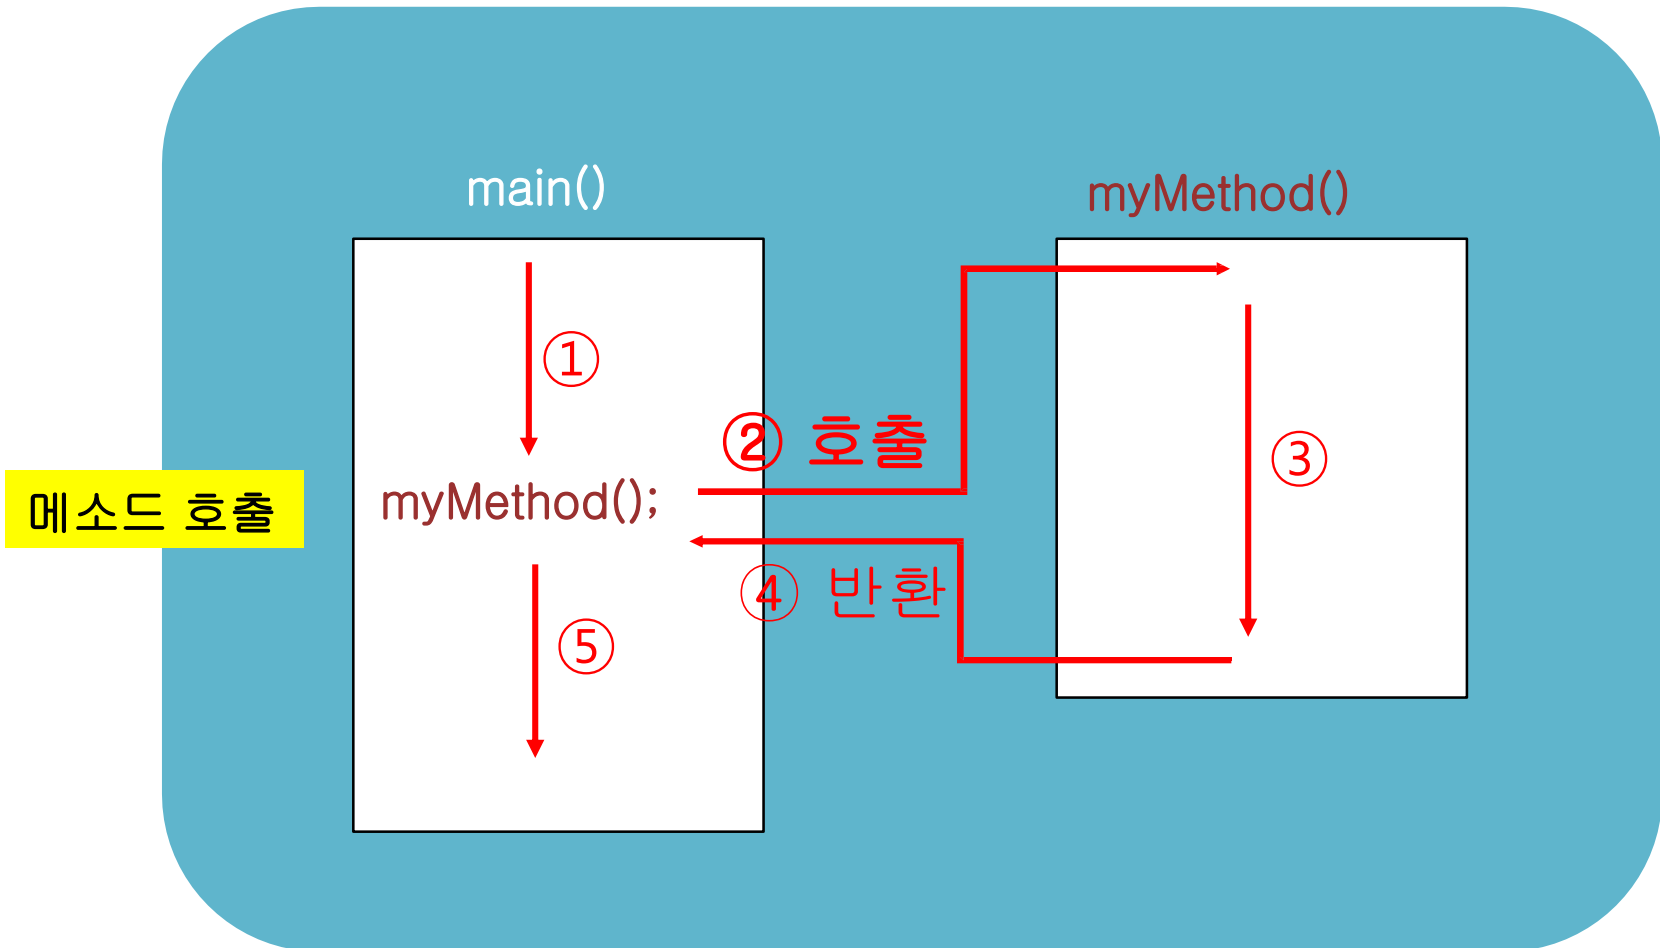 main()
myMethod()
①
② 호출
③
메소드 호출
myMethod();
④ 반환
⑤